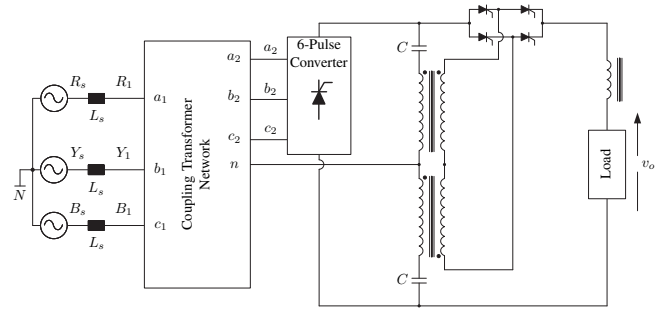 6-Pulse
Converter
a_2
a_2
b_2
b_2
c_2
c_2
n
Coupling Transformer
Network
R_s
L_s
R_1
a_1
Y_s
L_s
Y_1
b_1
B_s
L_s
B_1
c_1
N
C
C
Load
v_o